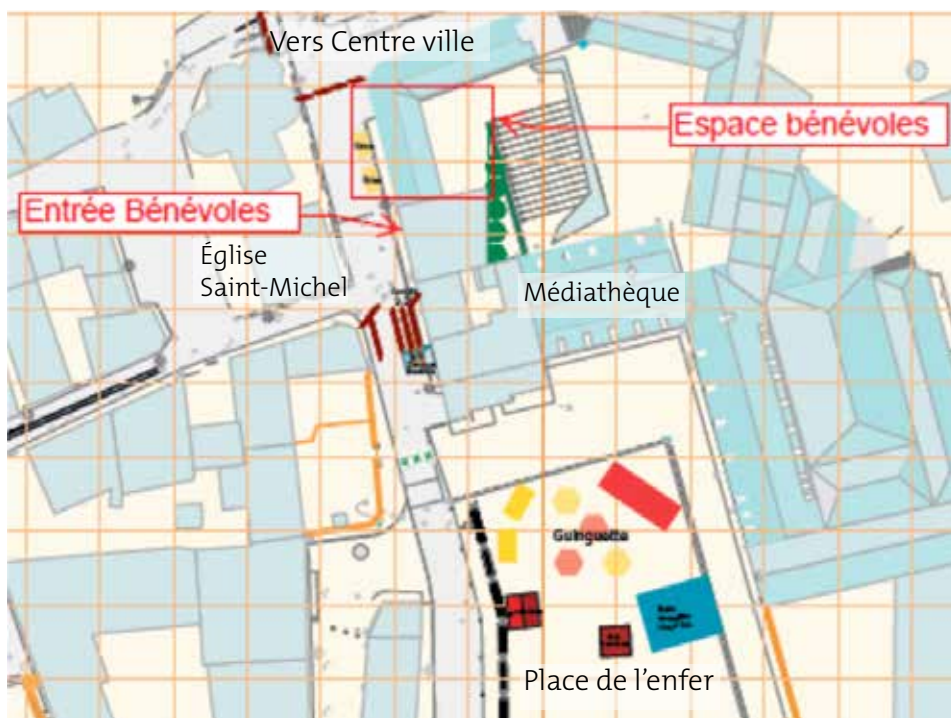 Vers Centre ville
Espace bénévoles
Entrée Bénévoles
Église
Saint-Michel
Médiathèque
Guinguette
Place de l'enfer